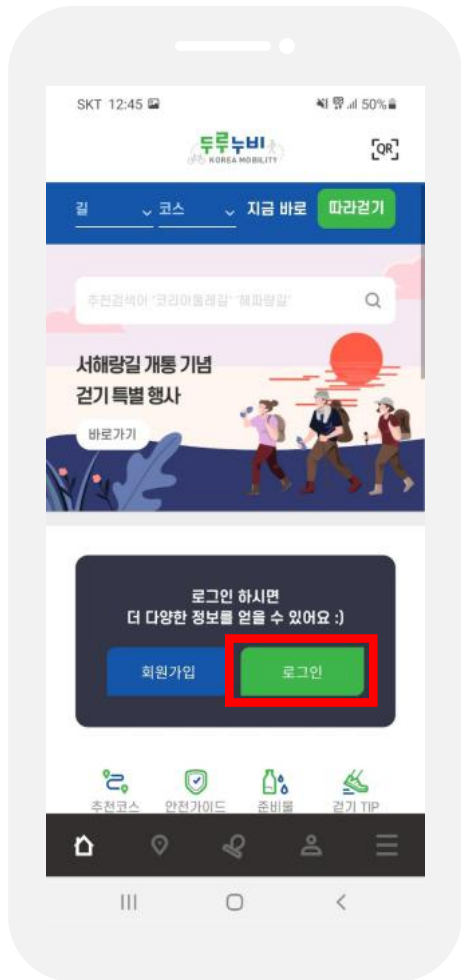 SKT 12:45 50%
두루누비
KOREA MOBILITY
QR
길 코스 지금 바로 따라걷기
추천검색어 '코리아둘레길' '해파랑길'
서해랑길 개통 기념
걷기 특별 행사
바로가기
로그인 하시면
더 다양한 정보를 얻을 수 있어요 :)
회원가입 로그인
추천코스 안전가이드 준비물 걷기 TIP